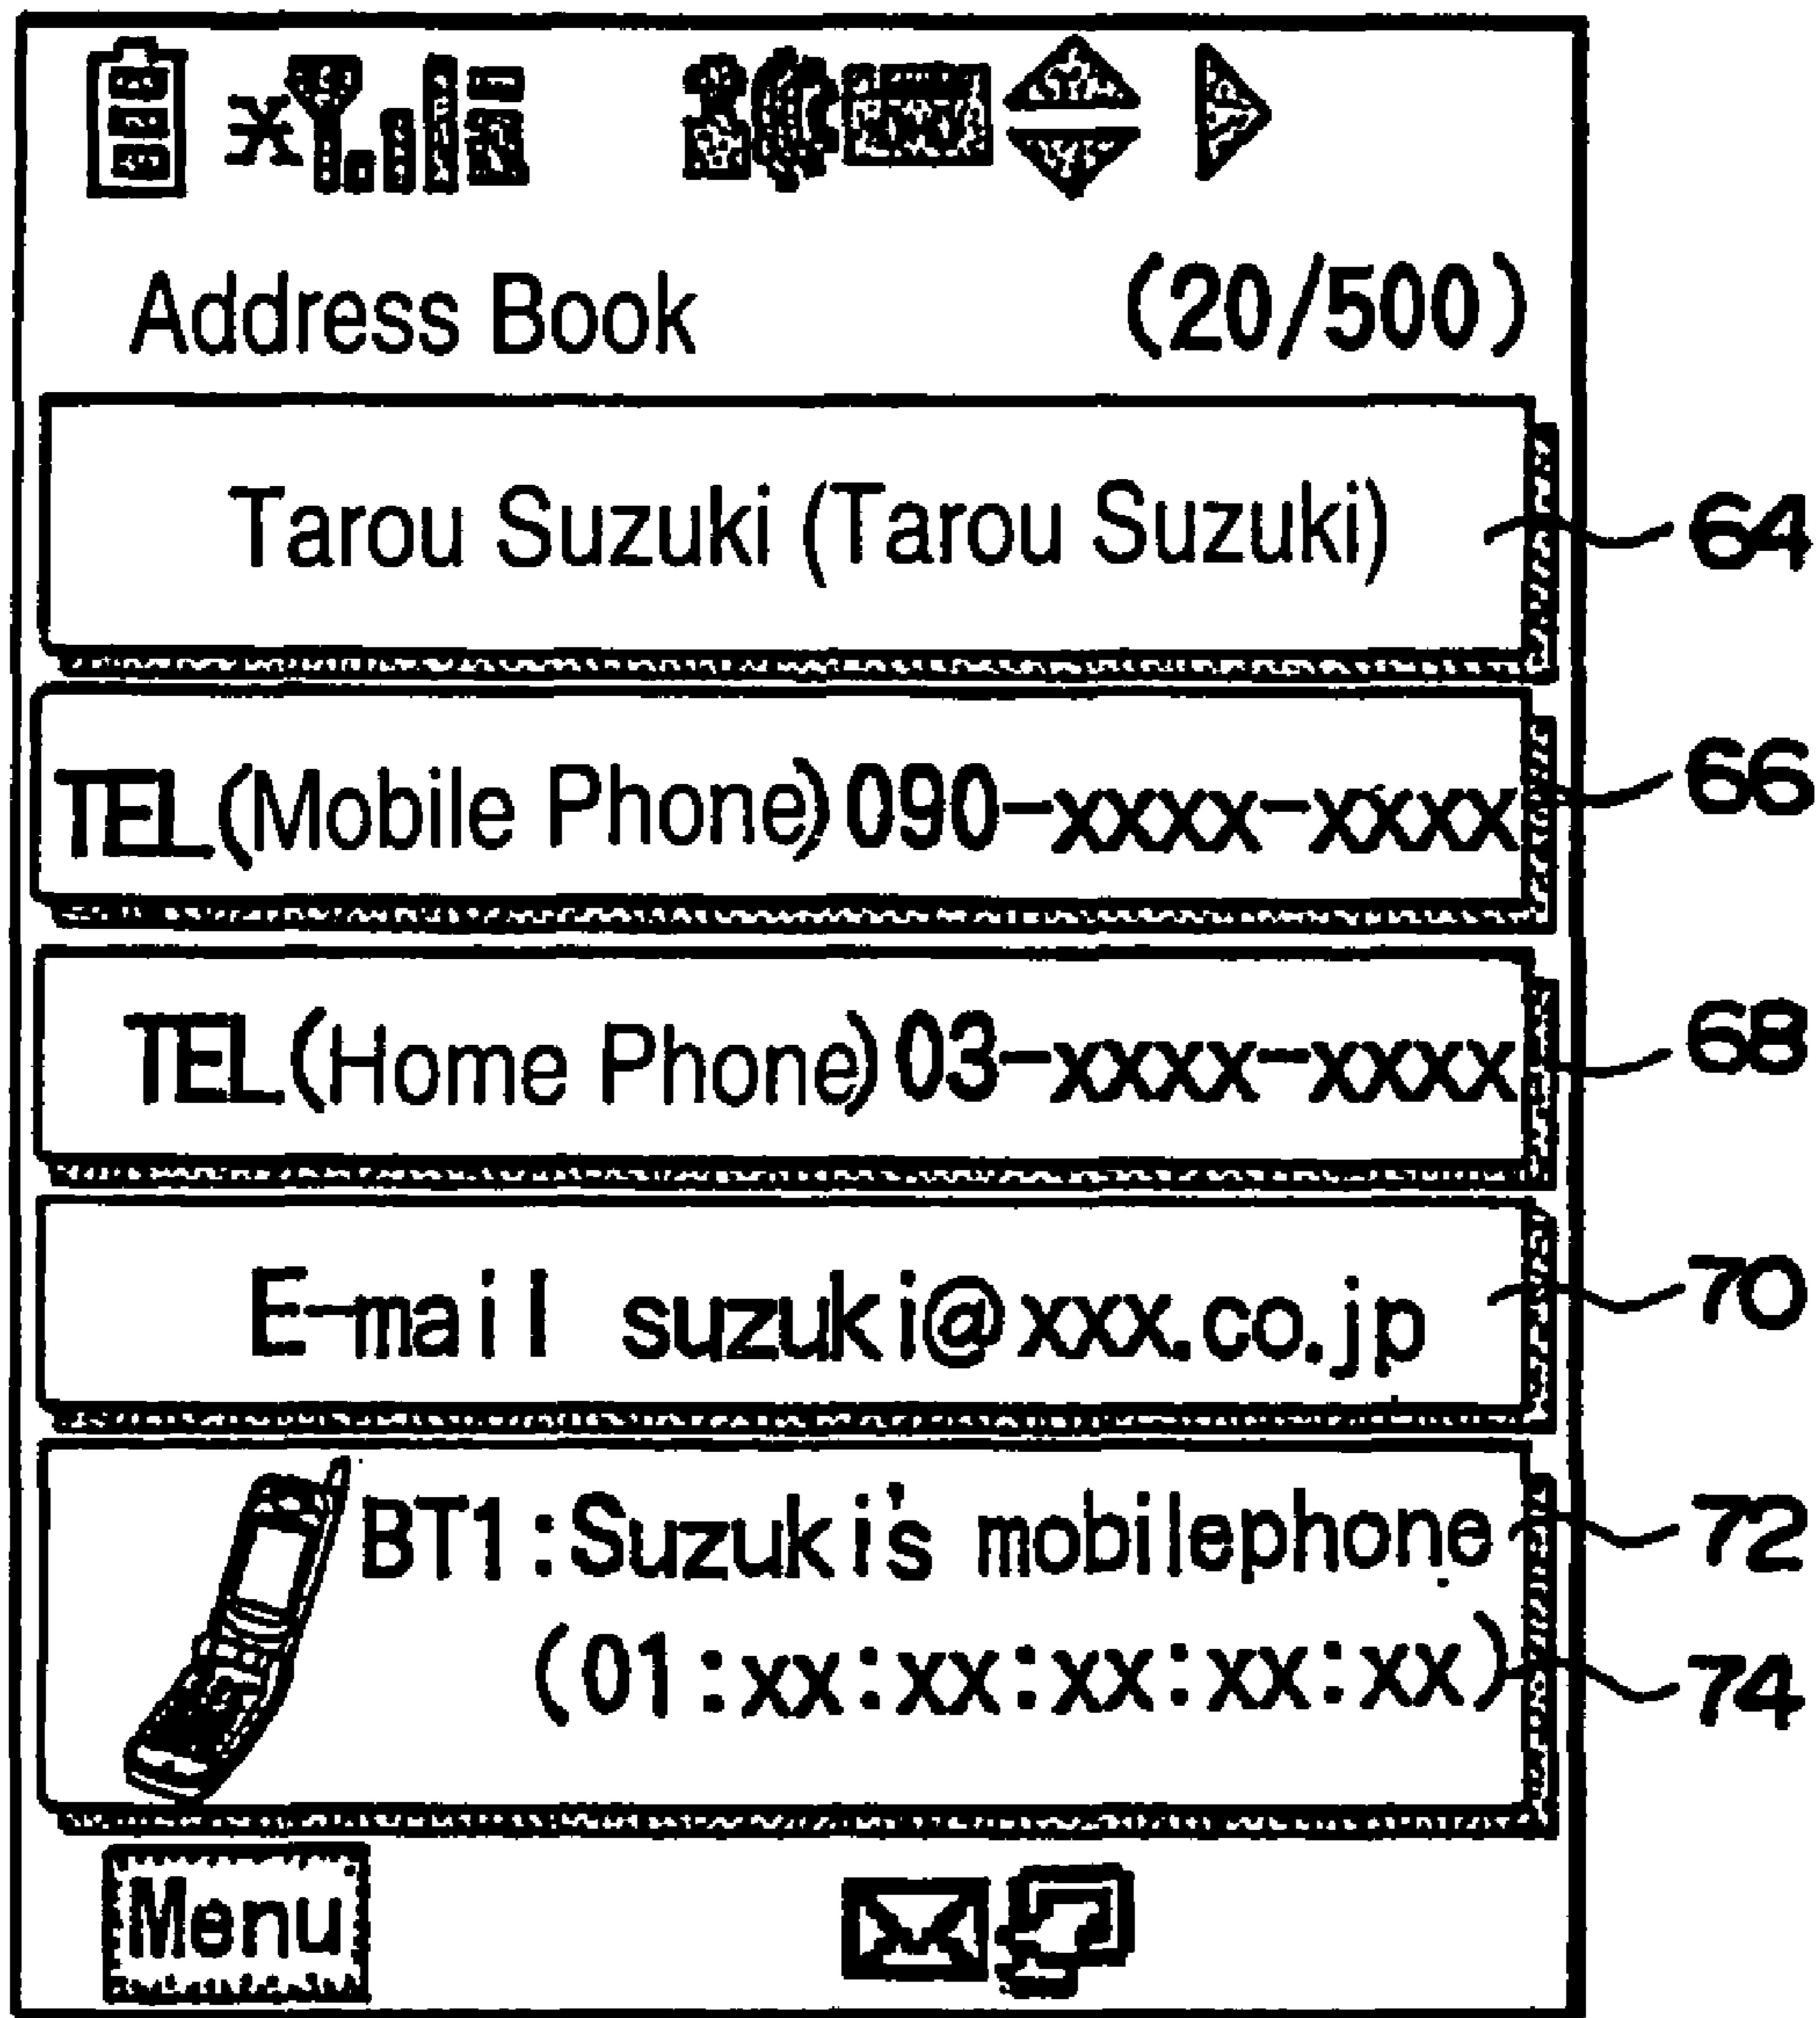 Address Book (20/500)
Tarou Suzuki (Tarou Suzuki) 64
TEL(Mobile Phone)090-xxxx-xxxx 66
TEL(Home Phone)03-xxxx-xxxx 68
E-mail suzuki@xxx.co.jp 70
BT1:Suzuki's mobilephone 72
(01:xx:xx:xx:xx:xx) 74
Menu